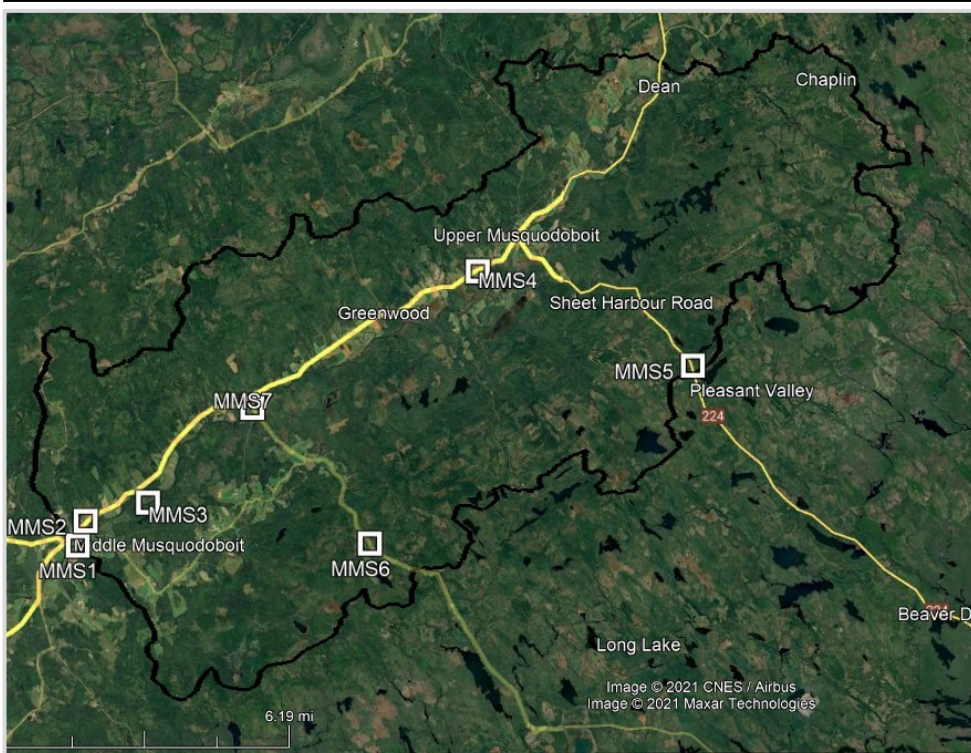 Dean
Chaplin
Upper Musquodoboit
MMS4
Sheet Harbour Road
Greenwood
MMS5
Pleasant Valley
MMS7
224
MMS3
MMS2
Middle Musquodoboit
MMS1
MMS6
Beaver D
Long Lake
Image © 2021 CNES / Airbus
Image © 2021 Maxar Technologies
6.19 mi